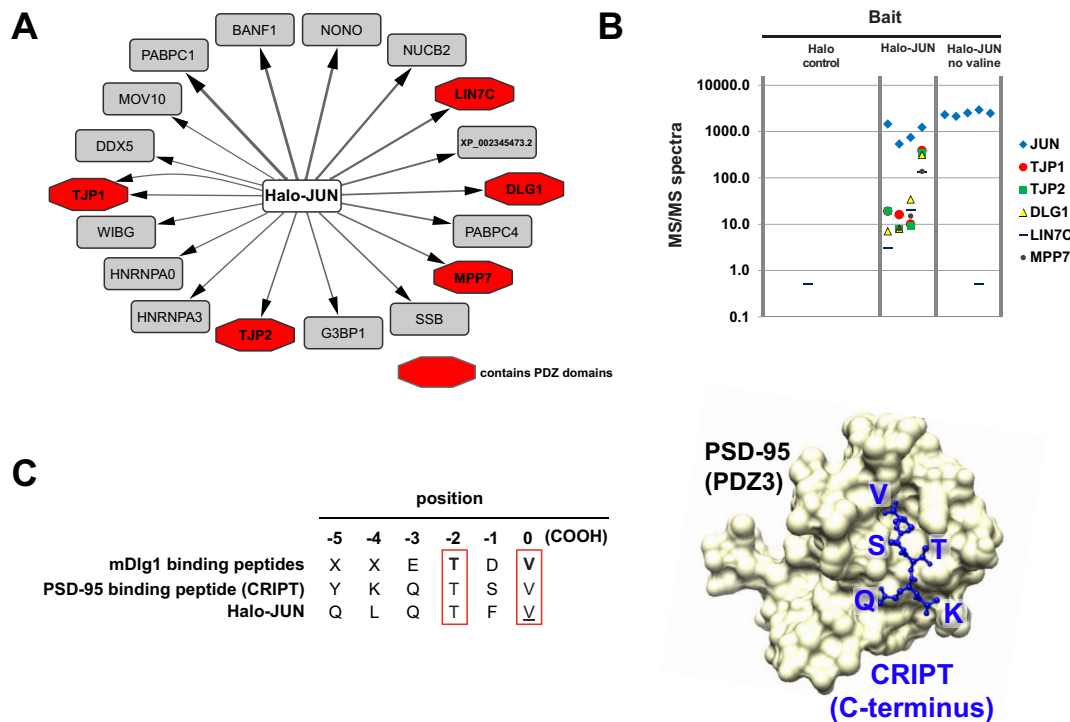 A
BANF1
NONO
PABPC1
NUCB2
MOV10
LIN7C
DDX5
XP_002345473.2
TJP1
Halo-JUN
DLG1
WIBG
PABPC4
HNRNPA0
MPP7
HNRNPA3
TJP2
G3BP1
SSB
contains PDZ domains
B
Bait
Halo control
Halo-JUN
Halo-JUN no valine
MS/MS spectra
10000.0
1000.0
100.0
10.0
1.0
0.1
JUN
TJP1
TJP2
DLG1
LIN7C
MPP7
C
position
-5 -4 -3 -2 -1 0 (COOH)
mDlg1 binding peptides X X E T D V
PSD-95 binding peptide (CRIPT) Y K Q T S V
Halo-JUN Q L Q T F V
PSD-95
(PDZ3)
V
S T
Q K
CRIPT
(C-terminus)